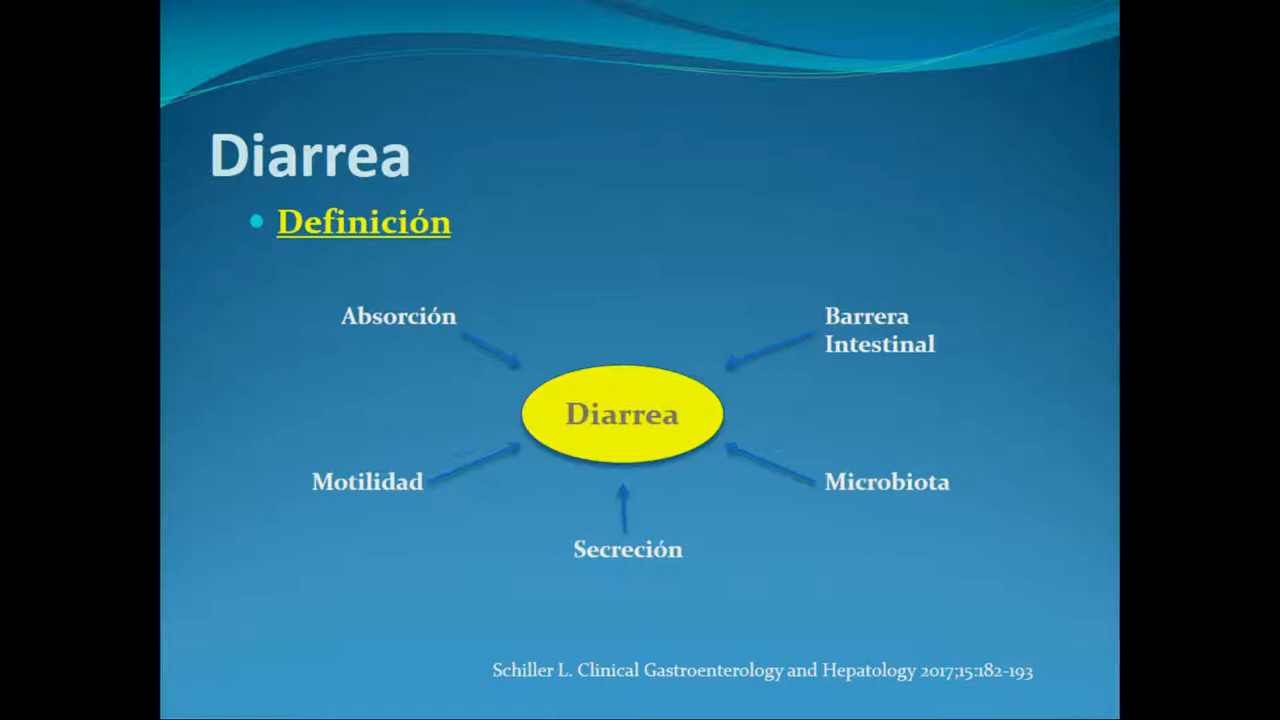 Diarrea
Definición
Absorción
Barrera
Intestinal
Diarrea
Motilidad
Microbiota
Secreción
Schiller L. Clinical Gastroenterology and Hepatology 2017;15:182-193